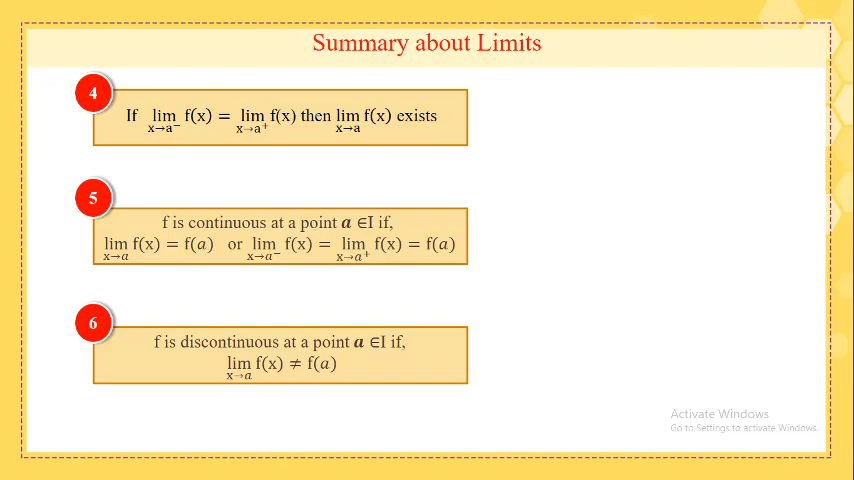 Summary about Limits
4
If lim f(x) = lim f(x) then lim f(x) exists
x→a⁻ x→a⁺ x→a
5
f is continuous at a point a ∈I if,
lim f(x) = f(a) or lim f(x) = lim f(x) = f(a)
x→a x→a⁻ x→a⁺
6
f is discontinuous at a point a ∈I if,
lim f(x) ≠ f(a)
x→a
Activate Windows
Go to Settings to activate Windows.